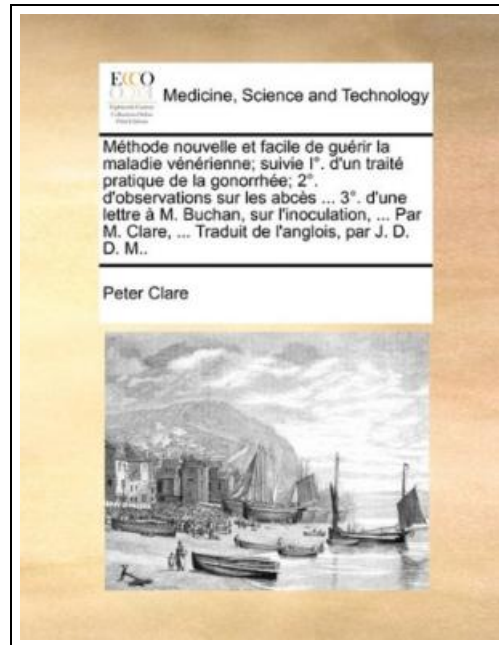 ECCO
Medicine, Science and Technology
Méthode nouvelle et facile de guérir la
maladie vénérienne; suivie I°. d'un traité
pratique de la gonorrhée; 2°.
d'observations sur les abcès ... 3°. d'une
lettre à M. Buchan, sur l'inoculation, ... Par
M. Clare, ... Traduit de l'anglois, par J. D.
D. M..
Peter Clare